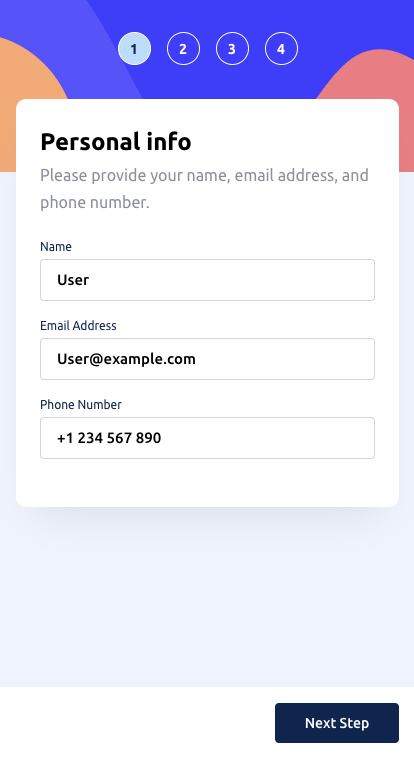 1 2 3 4
Personal info
Please provide your name, email address, and
phone number.
Name
User
Email Address
User@example.com
Phone Number
+1 234 567 890
Next Step